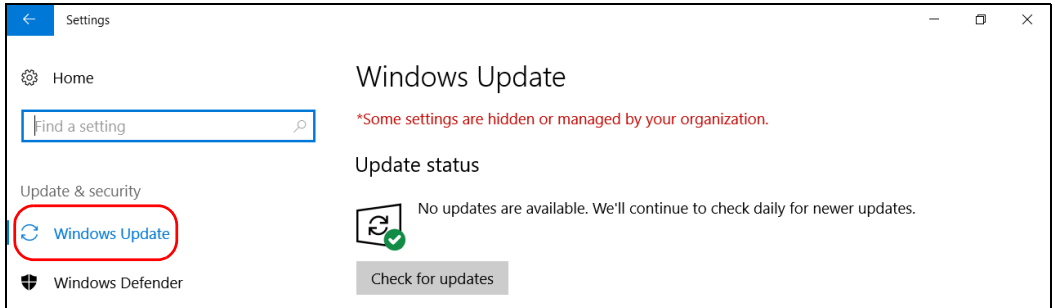 Settings
Home
Find a setting
Update & security
Windows Update
Windows Defender
Windows Update
*Some settings are hidden or managed by your organization.
Update status
No updates are available. We'll continue to check daily for newer updates.
Check for updates